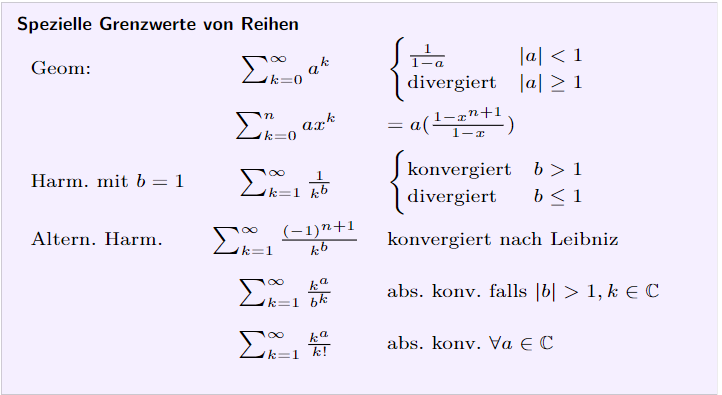 Spezielle Grenzwerte von Reihen
Geom: $\sum_{k=0}^{\infty} a^k$ $\begin{cases} \frac{1}{1-a} & |a| < 1 \\ \text{divergiert} & |a| \geq 1 \end{cases}$
$\sum_{k=0}^{n} ax^k$ $= a(\frac{1-x^{n+1}}{1-x})$
Harm. mit $b = 1$ $\sum_{k=1}^{\infty} \frac{1}{k^b}$ $\begin{cases} \text{konvergiert} & b > 1 \\ \text{divergiert} & b \leq 1 \end{cases}$
Altern. Harm. $\sum_{k=1}^{\infty} \frac{(-1)^{n+1}}{k^b}$ konvergiert nach Leibniz
$\sum_{k=1}^{\infty} \frac{k^a}{b^k}$ abs. konv. falls $|b| > 1, k \in \mathbb{C}$
$\sum_{k=1}^{\infty} \frac{k^a}{k!}$ abs. konv. $\forall a \in \mathbb{C}$